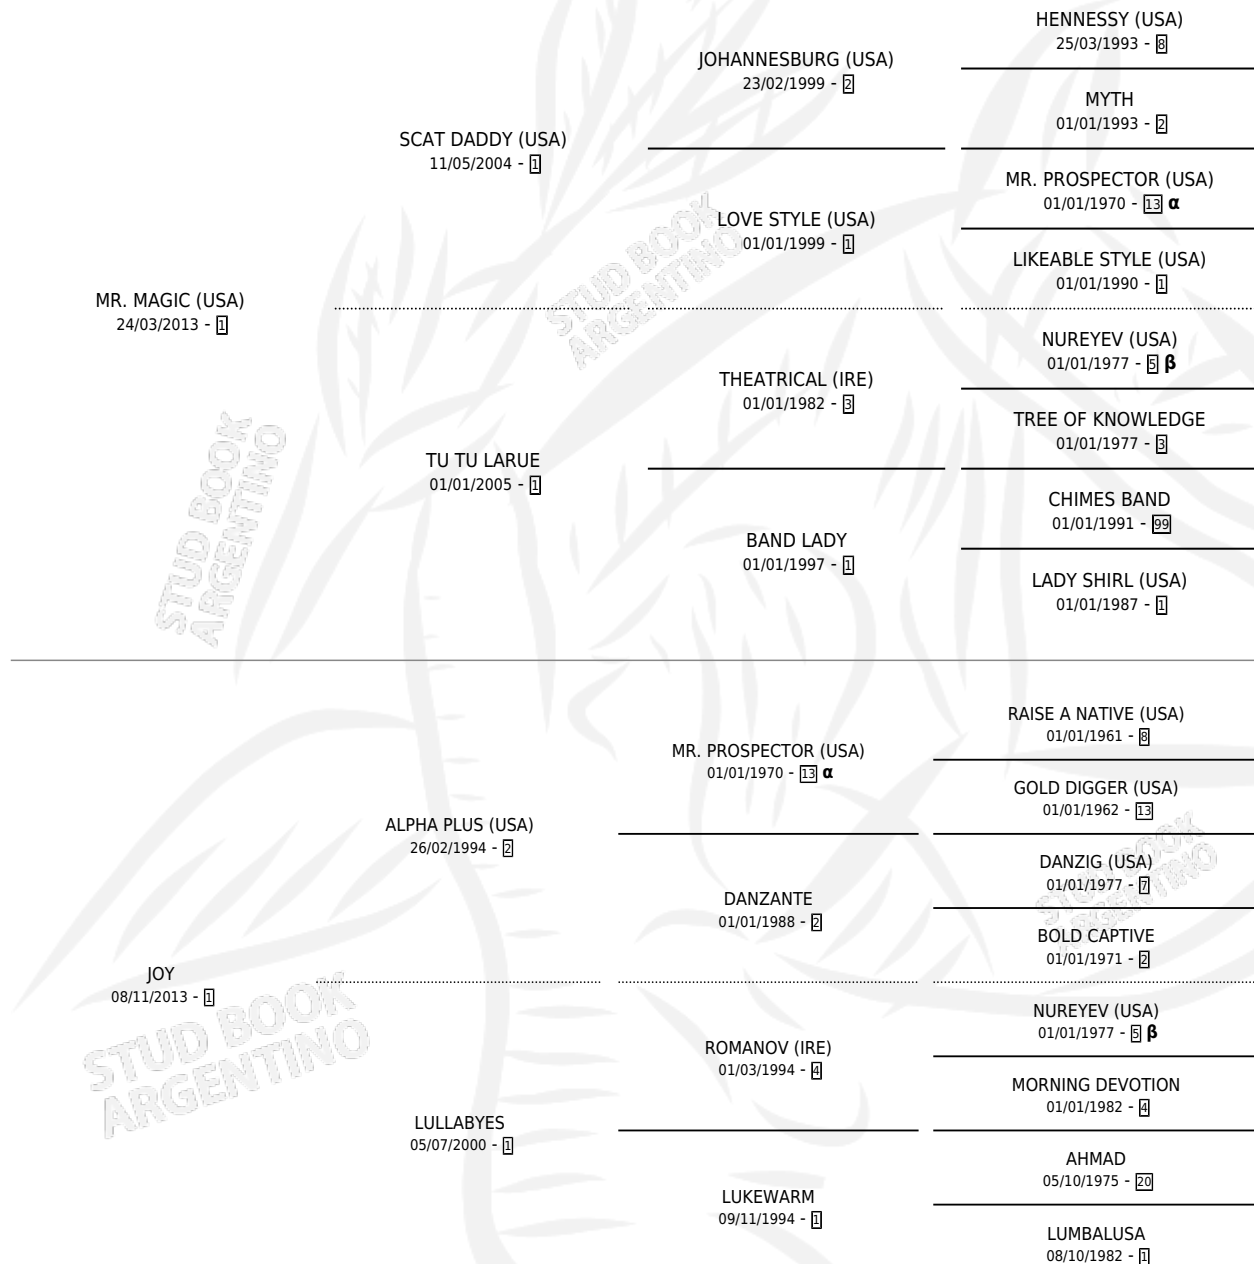 HENNESSY (USA)
25/03/1993 - 8
JOHANNESBURG (USA)
23/02/1999 - 2
MYTH
01/01/1993 - 2
SCAT DADDY (USA)
11/05/2004 - 1
MR. PROSPECTOR (USA)
01/01/1970 - 13 α
LOVE STYLE (USA)
01/01/1999 - 1
LIKEABLE STYLE (USA)
01/01/1990 - 1
MR. MAGIC (USA)
24/03/2013 - 1
NUREYEV (USA)
01/01/1977 - 5 β
THEATRICAL (IRE)
01/01/1982 - 3
TREE OF KNOWLEDGE
01/01/1977 - 3
TU TU LARUE
01/01/2005 - 1
CHIMES BAND
01/01/1991 - 99
BAND LADY
01/01/1997 - 1
LADY SHIRL (USA)
01/01/1987 - 1
RAISE A NATIVE (USA)
01/01/1961 - 8
MR. PROSPECTOR (USA)
01/01/1970 - 13 α
GOLD DIGGER (USA)
01/01/1962 - 13
ALPHA PLUS (USA)
26/02/1994 - 2
DANZIG (USA)
01/01/1977 - 7
DANZANTE
01/01/1988 - 2
BOLD CAPTIVE
01/01/1971 - 2
JOY
08/11/2013 - 1
NUREYEV (USA)
01/01/1977 - 5 β
ROMANOV (IRE)
01/03/1994 - 4
MORNING DEVOTION
01/01/1982 - 4
LULLABYES
05/07/2000 - 1
AHMAD
05/10/1975 - 20
LUKEWARM
09/11/1994 - 1
LUMBALUSA
08/10/1982 - 1
STUD BOOK
ARGENTINO
STUD BOOK
ARGENTINO
STUD BOOK
ARGENTINO
STUD BOOK
ARGENTINO